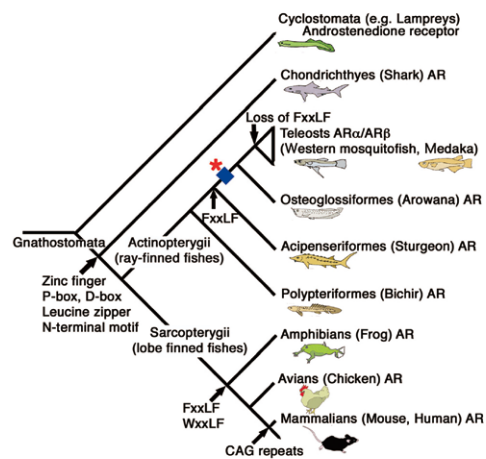 Cyclostomata (e.g. Lampreys)
Androstenedione receptor
Chondrichthyes (Shark) AR
Loss of FxxLF
Teleosts ARα/ARβ
(Western mosquitofish, Medaka)
*
Osteoglossiformes (Arowana) AR
FxxLF
Gnathostomata
Actinopterygii
(ray-finned fishes)
Acipenseriformes (Sturgeon) AR
Zinc finger
P-box, D-box
Leucine zipper
N-terminal motif
Polypteriformes (Bichir) AR
Sarcopterygii
(lobe finned fishes)
Amphibians (Frog) AR
Avians (Chicken) AR
FxxLF
WxxLF
Mammalians (Mouse, Human) AR
CAG repeats